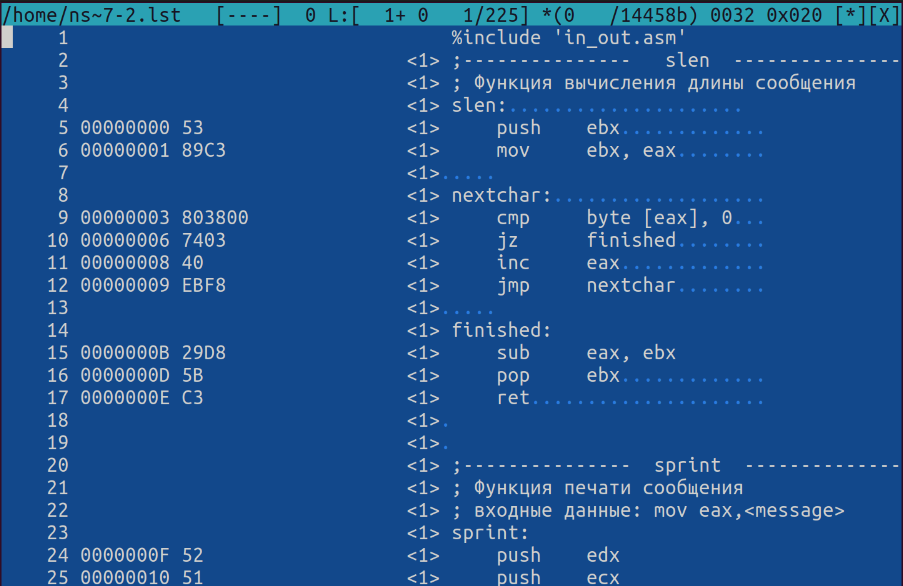 /home/ns~7-2.lst   [----]  0 L:[  1+ 0   1/225] *(0   /14458b) 0032 0x020 [*][X]
     1                                  %include 'in_out.asm'
     2                              <1> ;---------------   slen  ---------------
     3                              <1> ; Функция вычисления длины сообщения
     4                              <1> slen:.....................
     5 00000000 53                  <1>     push    ebx.............
     6 00000001 89C3                <1>     mov     ebx, eax........
     7                              <1>.....
     8                              <1> nextchar:...................
     9 00000003 803800              <1>     cmp     byte [eax], 0...
    10 00000006 7403                <1>     jz      finished........
    11 00000008 40                  <1>     inc     eax.............
    12 00000009 EBF8                <1>     jmp     nextchar........
    13                              <1>.....
    14                              <1> finished:
    15 0000000B 29D8                <1>     sub     eax, ebx
    16 0000000D 5B                  <1>     pop     ebx.............
    17 0000000E C3                  <1>     ret.....................
    18                              <1>.
    19                              <1>.
    20                              <1> ;---------------  sprint  --------------
    21                              <1> ; Функция печати сообщения
    22                              <1> ; входные данные: mov eax,<message>
    23                              <1> sprint:
    24 0000000F 52                  <1>     push    edx
    25 00000010 51                  <1>     push    ecx